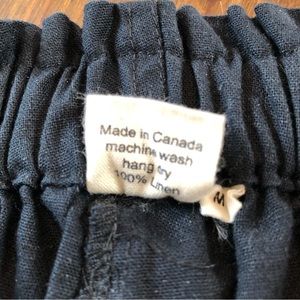 Made in Canada
machine wash
hang dry
100% Linen
M